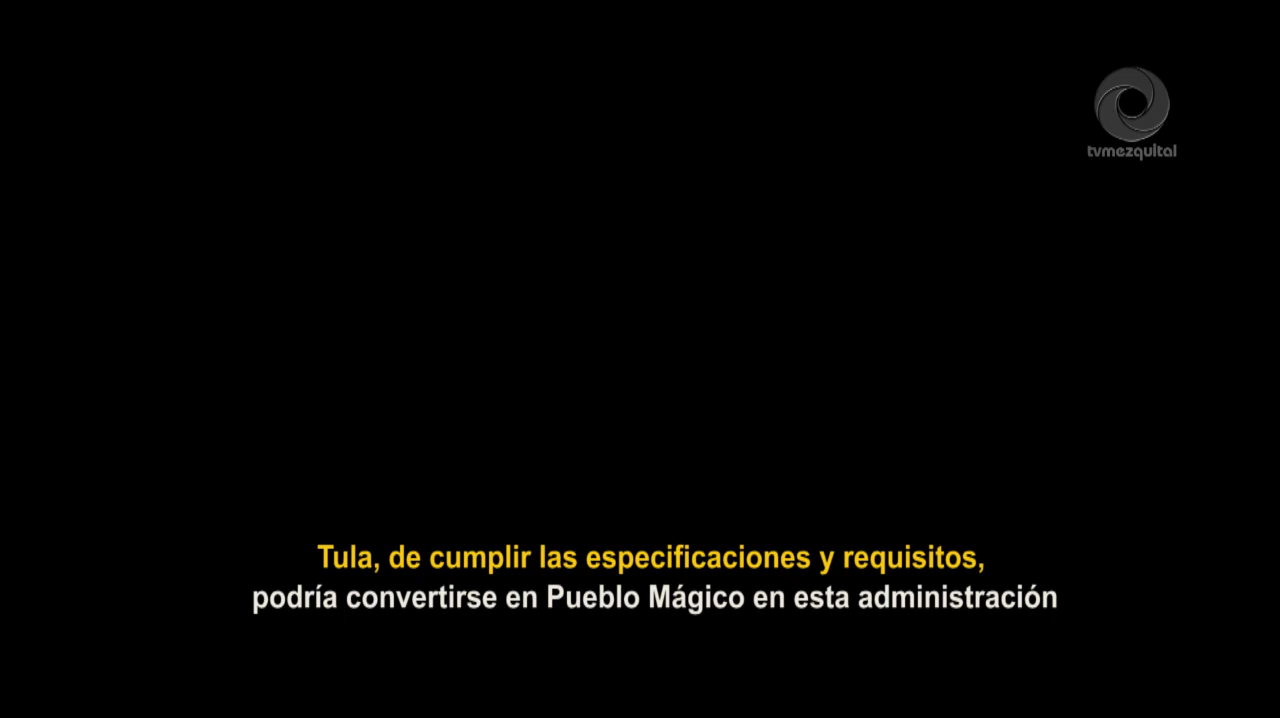 tvmezquital
Tula, de cumplir las especificaciones y requisitos,
podría convertirse en Pueblo Mágico en esta administración